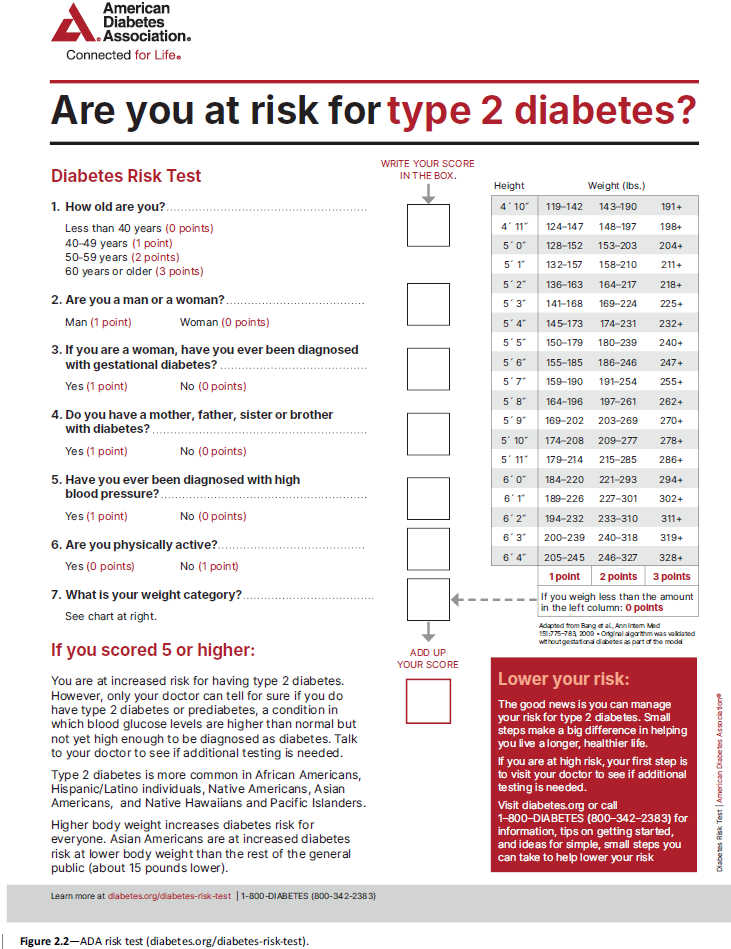 American
Diabetes
Association®
Connected for Life®
Are you at risk for type 2 diabetes?
Diabetes Risk Test
WRITE YOUR SCORE
IN THE BOX.
1. How old are you?
Less than 40 years (0 points)
40-49 years (1 point)
50-59 years (2 points)
60 years or older (3 points)
2. Are you a man or a woman?
Man (1 point) Woman (0 points)
3. If you are a woman, have you ever been diagnosed
with gestational diabetes?
Yes (1 point) No (0 points)
4. Do you have a mother, father, sister or brother
with diabetes?
Yes (1 point) No (0 points)
5. Have you ever been diagnosed with high
blood pressure?
Yes (1 point) No (0 points)
6. Are you physically active?
Yes (0 points) No (1 point)
7. What is your weight category?
See chart at right.
ADD UP
YOUR SCORE
Height Weight (lbs.)
4´ 10˝ 119–142 143–190 191+
4´ 11˝ 124–147 148–197 198+
5´ 0˝ 128–152 153–203 204+
5´ 1˝ 132–157 158–210 211+
5´ 2˝ 136–163 164–217 218+
5´ 3˝ 141–168 169–224 225+
5´ 4˝ 145–173 174–231 232+
5´ 5˝ 150–179 180–239 240+
5´ 6˝ 155–185 186–246 247+
5´ 7˝ 159–190 191–254 255+
5´ 8˝ 164–196 197–261 262+
5´ 9˝ 169–202 203–269 270+
5´ 10˝ 174–208 209–277 278+
5´ 11˝ 179–214 215–285 286+
6´ 0˝ 184–220 221–293 294+
6´ 1˝ 189–226 227–301 302+
6´ 2˝ 194–232 233–310 311+
6´ 3˝ 200–239 240–318 319+
6´ 4˝ 205–245 246–327 328+
1 point 2 points 3 points
If you weigh less than the amount
in the left column: 0 points
Adapted from Bang et al., Ann Intern Med
151:775–783, 2009 • Original algorithm was validated
without gestational diabetes as part of the model
If you scored 5 or higher:
You are at increased risk for having type 2 diabetes.
However, only your doctor can tell for sure if you do
have type 2 diabetes or prediabetes, a condition in
which blood glucose levels are higher than normal but
not yet high enough to be diagnosed as diabetes. Talk
to your doctor to see if additional testing is needed.
Type 2 diabetes is more common in African Americans,
Hispanic/Latino individuals, Native Americans, Asian
Americans, and Native Hawaiians and Pacific Islanders.
Higher body weight increases diabetes risk for
everyone. Asian Americans are at increased diabetes
risk at lower body weight than the rest of the general
public (about 15 pounds lower).
Lower your risk:
The good news is you can manage
your risk for type 2 diabetes. Small
steps make a big difference in helping
you live a longer, healthier life.
If you are at high risk, your first step is
to visit your doctor to see if additional
testing is needed.
Visit diabetes.org or call
1–800–DIABETES (800–342–2383) for
information, tips on getting started,
and ideas for simple, small steps you
can take to help lower your risk
Diabetes Risk Test | American Diabetes Association®
Learn more at diabetes.org/diabetes-risk-test | 1-800-DIABETES (800-342-2383)
Figure 2.2—ADA risk test (diabetes.org/diabetes-risk-test).